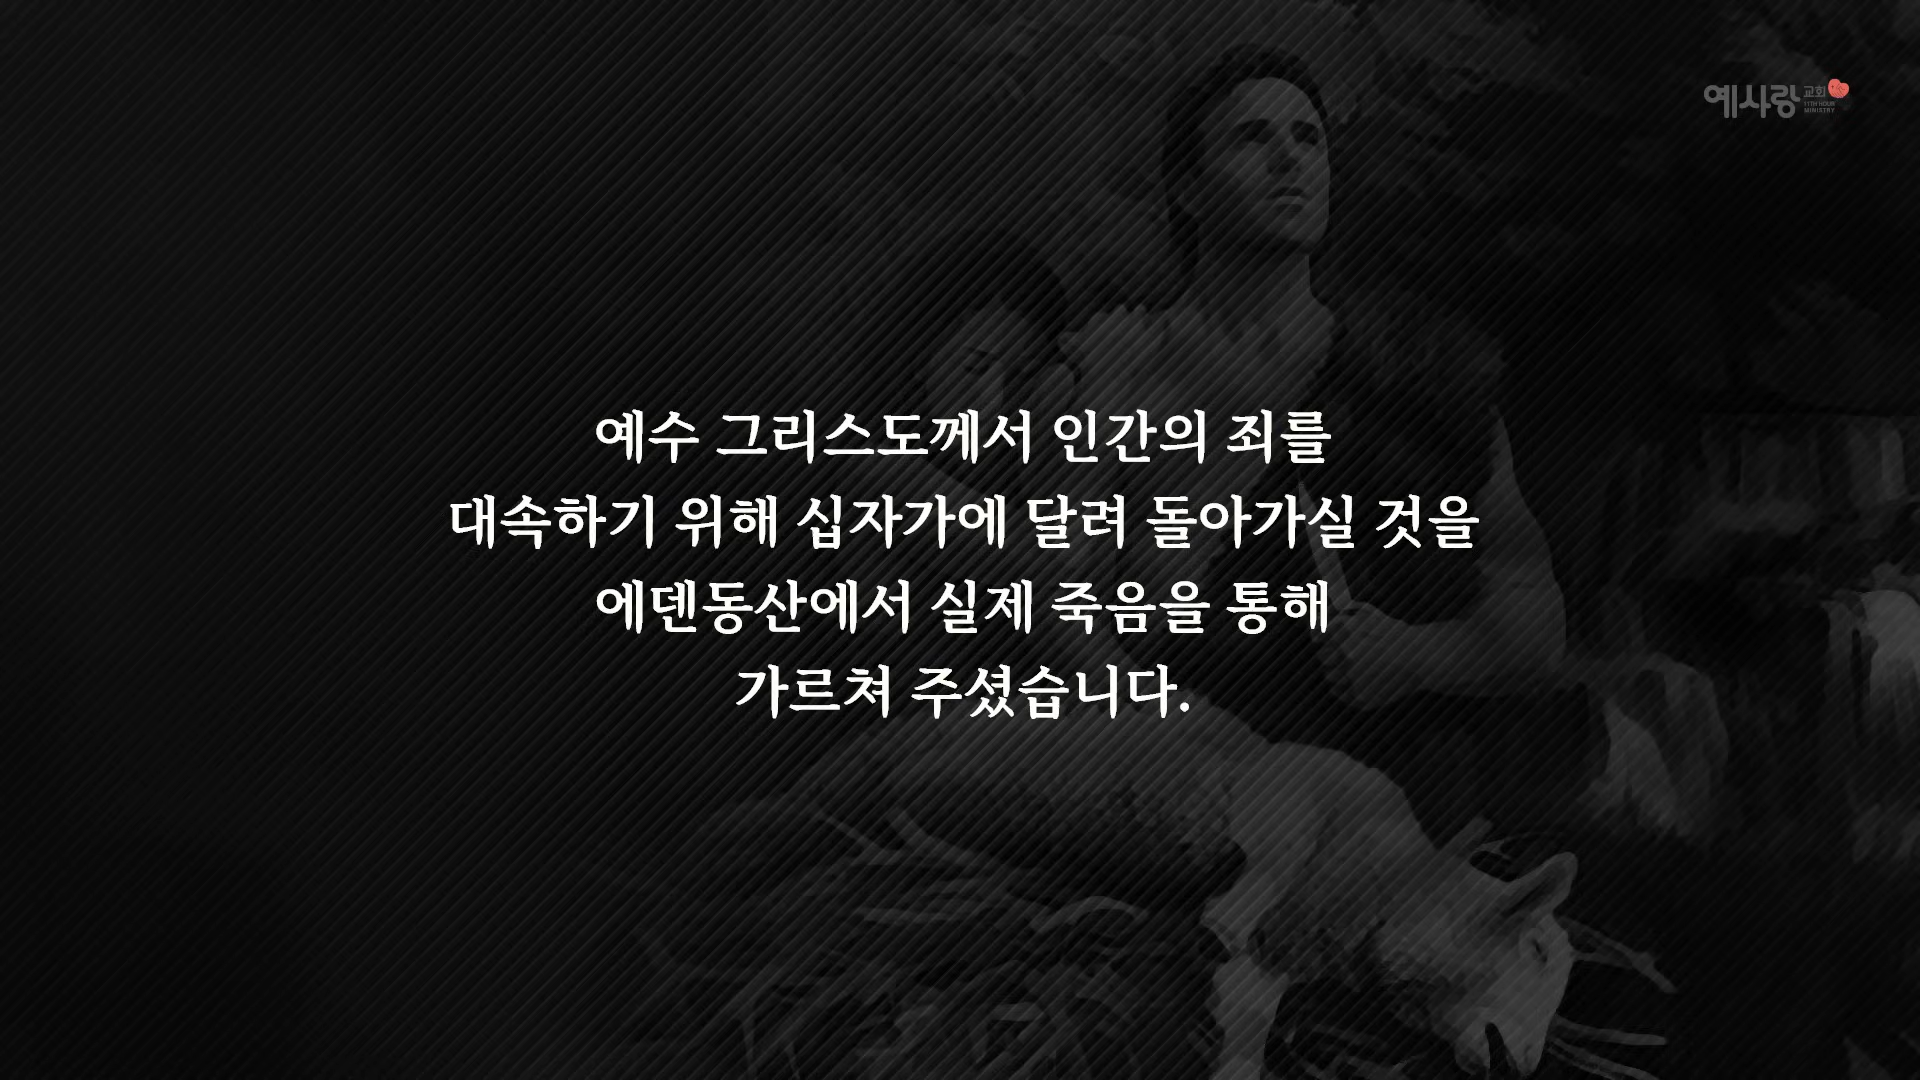 예사랑 교회
11TH HOUR
MINISTRY
예수 그리스도께서 인간의 죄를
대속하기 위해 십자가에 달려 돌아가실 것을
에덴동산에서 실제 죽음을 통해
가르쳐 주셨습니다.